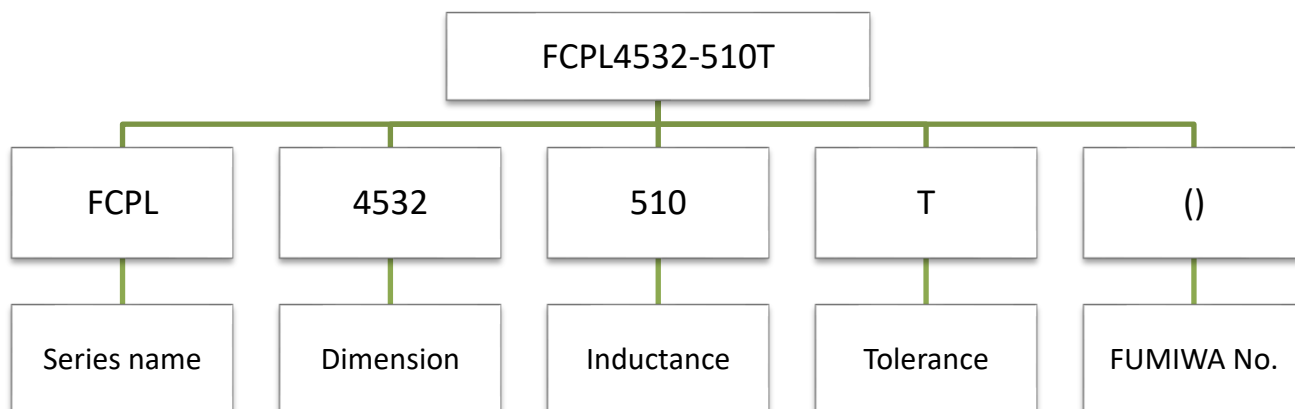 FCPL4532-510T
FCPL
4532
510
T
()
Series name
Dimension
Inductance
Tolerance
FUMIWA No.